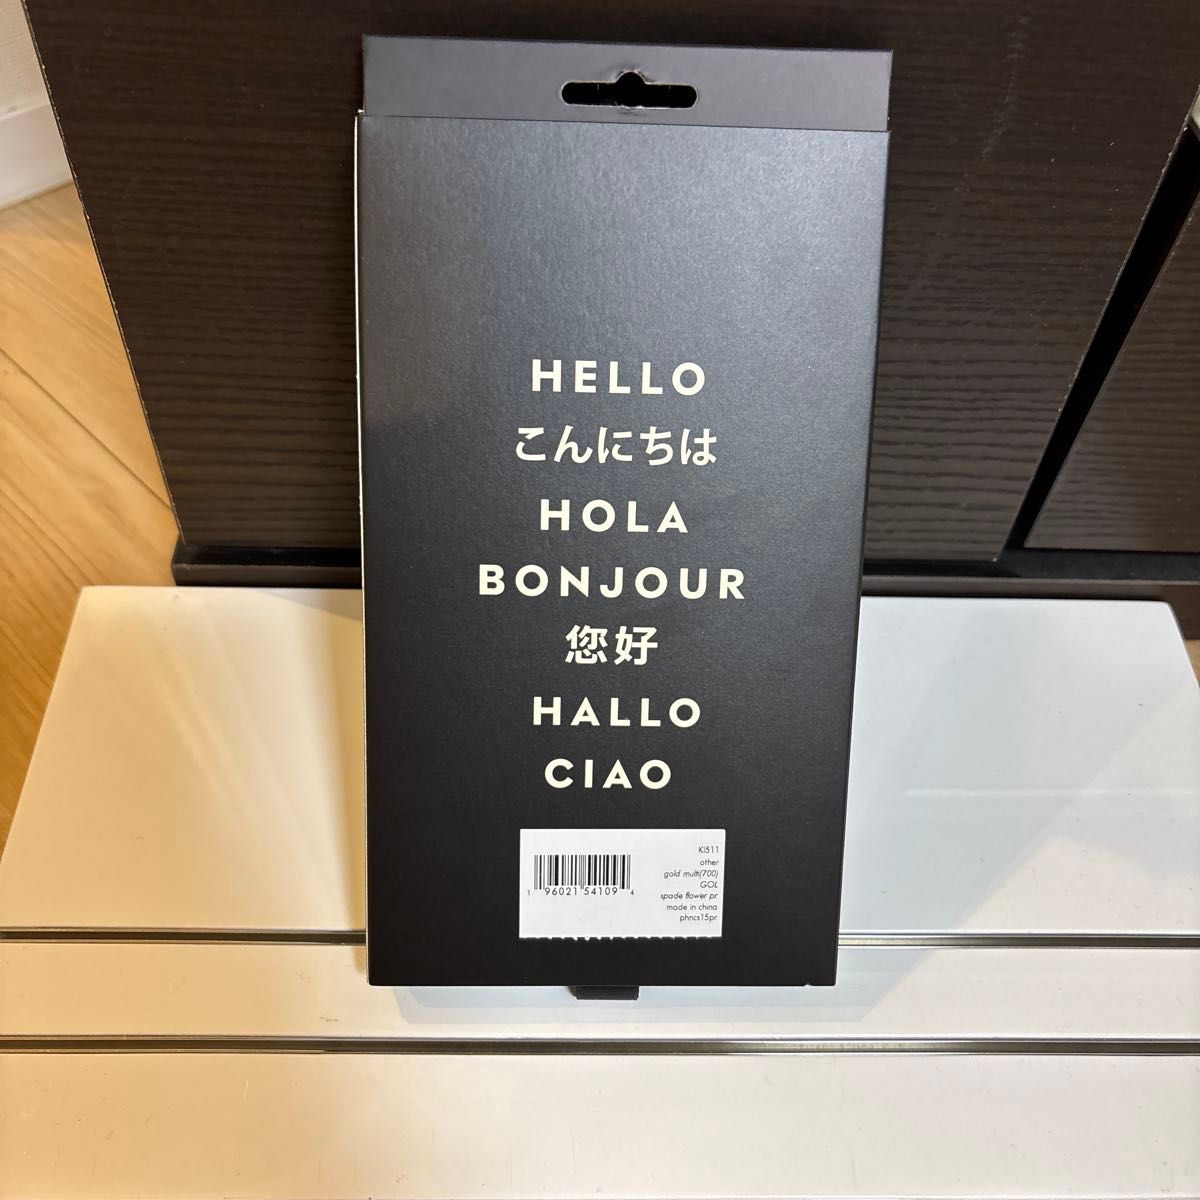 HELLO
こんにちは
HOLA
BONJOUR
您好
HALLO
CIAO
KI511
other
gold multi(700)
GOL
spade flower pr
made in china
phncs15pr
1 96021 54109 4